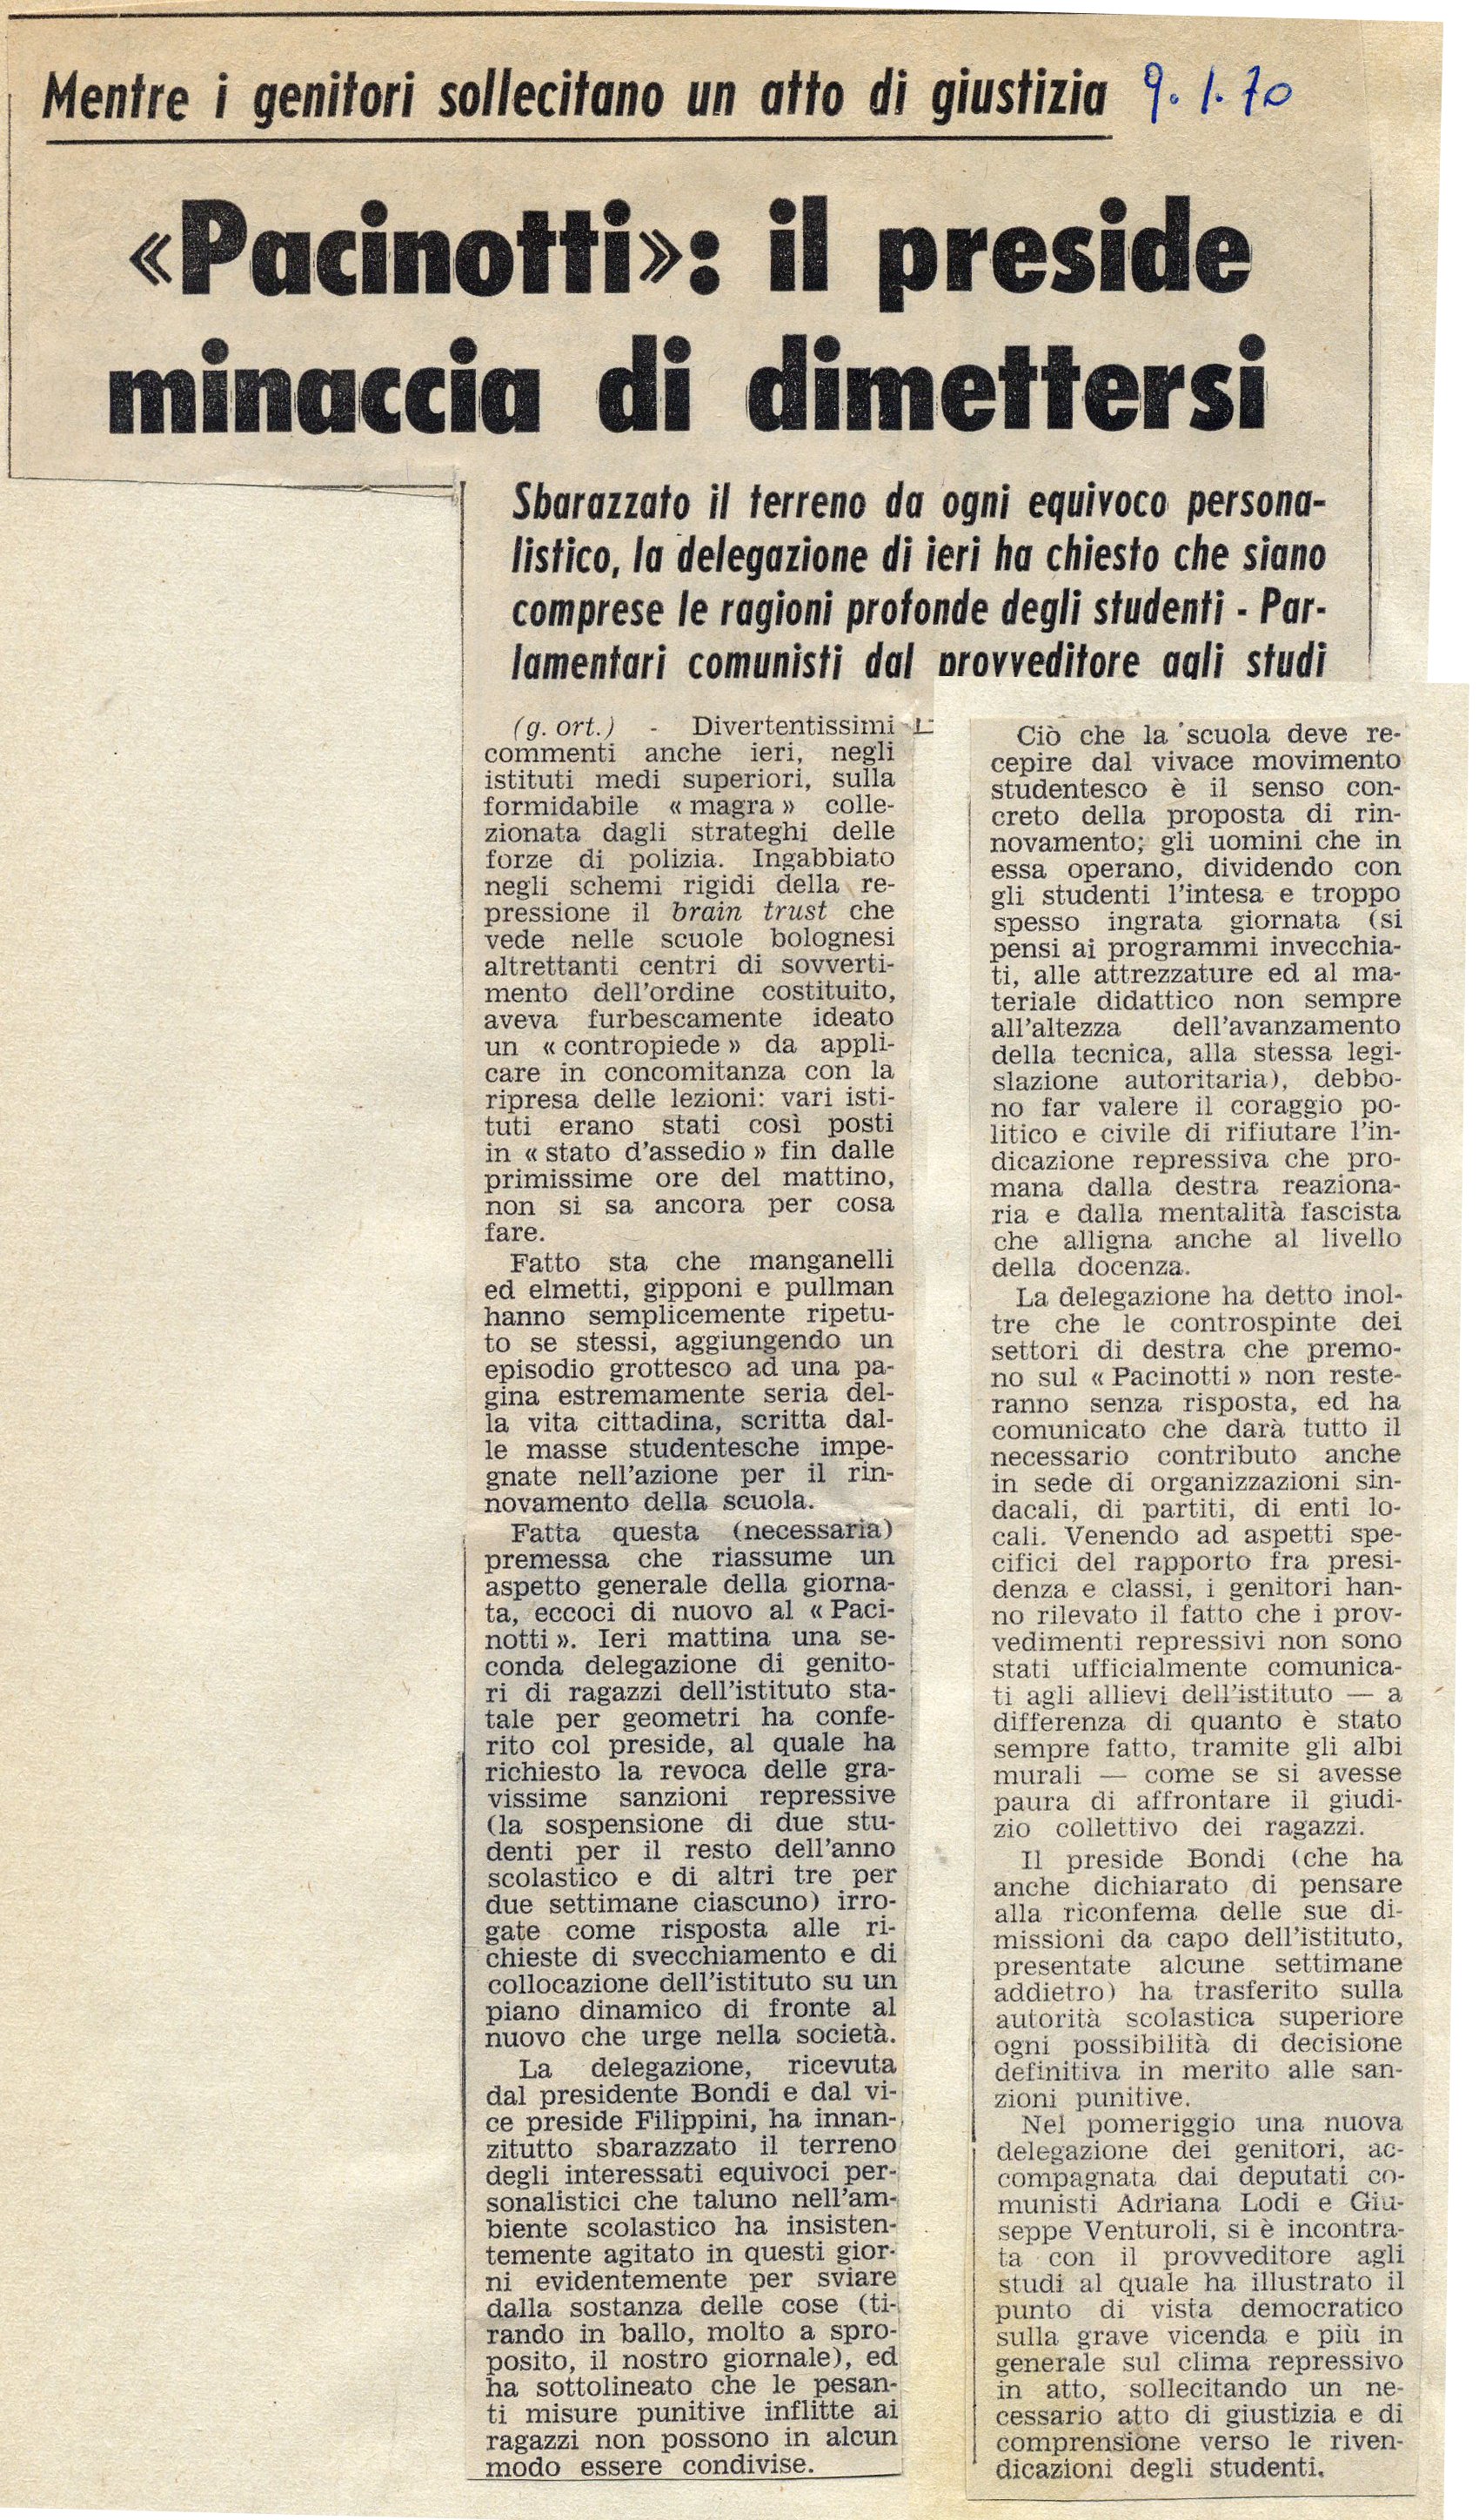 Mentre i genitori sollecitano un atto di giustizia 9.1.70
«Pacinotti»: il preside
minaccia di dimettersi
Sbarazzato il terreno da ogni equivoco persona-
listico, la delegazione di ieri ha chiesto che siano
comprese le ragioni profonde degli studenti - Par-
lamentari comunisti dal provveditore agli studi
(g. ort.) - Divertentissimi
commenti anche ieri, negli
istituti medi superiori, sulla
formidabile « magra » colle-
zionata dagli strateghi delle
forze di polizia. Ingabbiato
negli schemi rigidi della re-
pressione il brain trust che
vede nelle scuole bolognesi
altrettanti centri di sovverti-
mento dell'ordine costituito,
aveva furbescamente ideato
un « contropiede » da appli-
care in concomitanza con la
ripresa delle lezioni: vari isti-
tuti erano stati così posti
in « stato d'assedio » fin dalle
primissime ore del mattino,
non si sa ancora per cosa
fare.
Fatto sta che manganelli
ed elmetti, gipponi e pullman
hanno semplicemente ripetu-
to se stessi, aggiungendo un
episodio grottesco ad una pa-
gina estremamente seria del-
la vita cittadina, scritta dal-
le masse studentesche impe-
gnate nell'azione per il rin-
novamento della scuola.
Fatta questa (necessaria)
premessa che riassume un
aspetto generale della giorna-
ta, eccoci di nuovo al « Paci-
notti ». Ieri mattina una se-
conda delegazione di genito-
ri di ragazzi dell'istituto sta-
tale per geometri ha confe-
rito col preside, al quale ha
richiesto la revoca delle gra-
vissime sanzioni repressive
(la sospensione di due stu-
denti per il resto dell'anno
scolastico e di altri tre per
due settimane ciascuno) irro-
gate come risposta alle ri-
chieste di svecchiamento e di
collocazione dell'istituto su un
piano dinamico di fronte al
nuovo che urge nella società.
La delegazione, ricevuta
dal presidente Bondi e dal vi-
ce preside Filippini, ha innan-
zitutto sbarazzato il terreno
degli interessati equivoci per-
sonalistici che taluno nell'am-
biente scolastico ha insisten-
temente agitato in questi gior-
ni evidentemente per sviare
dalla sostanza delle cose (ti-
rando in ballo, molto a spro-
posito, il nostro giornale), ed
ha sottolineato che le pesan-
ti misure punitive inflitte ai
ragazzi non possono in alcun
modo essere condivise.
Ciò che la scuola deve re-
cepire dal vivace movimento
studentesco è il senso con-
creto della proposta di rin-
novamento; gli uomini che in
essa operano, dividendo con
gli studenti l'intesa e troppo
spesso ingrata giornata (si
pensi ai programmi invecchia-
ti, alle attrezzature ed al ma-
teriale didattico non sempre
all'altezza dell'avanzamento
della tecnica, alla stessa legi-
slazione autoritaria), debbo-
no far valere il coraggio po-
litico e civile di rifiutare l'in-
dicazione repressiva che pro-
mana dalla destra reaziona-
ria e dalla mentalità fascista
che alligna anche al livello
della docenza.
La delegazione ha detto inol-
tre che le controspinte dei
settori di destra che premo-
no sul « Pacinotti » non reste-
ranno senza risposta, ed ha
comunicato che darà tutto il
necessario contributo anche
in sede di organizzazioni sin-
dacali, di partiti, di enti lo-
cali. Venendo ad aspetti spe-
cifici del rapporto fra presi-
denza e classi, i genitori han-
no rilevato il fatto che i prov-
vedimenti repressivi non sono
stati ufficialmente comunica-
ti agli allievi dell'istituto — a
differenza di quanto è stato
sempre fatto, tramite gli albi
murali — come se si avesse
paura di affrontare il giudi-
zio collettivo dei ragazzi.
Il preside Bondi (che ha
anche dichiarato di pensare
alla riconfema delle sue di-
missioni da capo dell'istituto,
presentate alcune settimane
addietro) ha trasferito sulla
autorità scolastica superiore
ogni possibilità di decisione
definitiva in merito alle san-
zioni punitive.
Nel pomeriggio una nuova
delegazione dei genitori, ac-
compagnata dai deputati co-
munisti Adriana Lodi e Giu-
seppe Venturoli, si è incontra-
ta con il provveditore agli
studi al quale ha illustrato il
punto di vista democratico
sulla grave vicenda e più in
generale sul clima repressivo
in atto, sollecitando un ne-
cessario atto di giustizia e di
comprensione verso le riven-
dicazioni degli studenti.